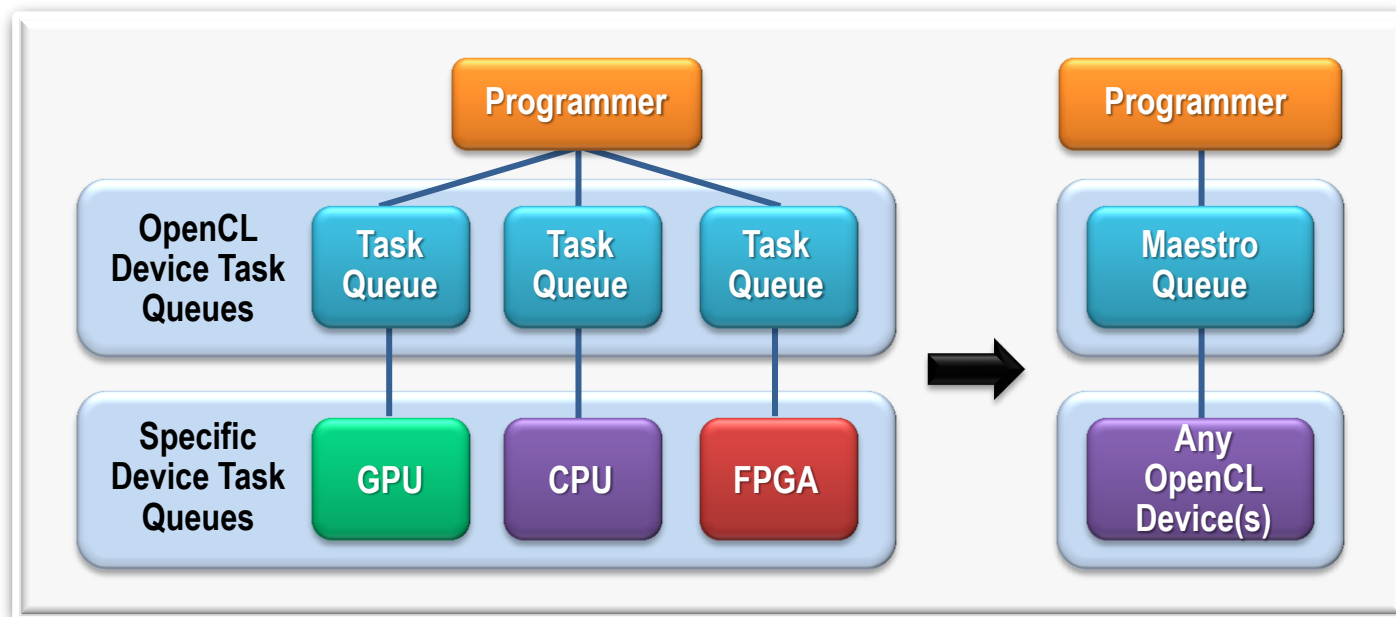 Programmer
OpenCL
Device Task
Queues
Task
Queue
Task
Queue
Task
Queue
Specific
Device Task
Queues
GPU
CPU
FPGA
Programmer
Maestro
Queue
Any
OpenCL
Device(s)